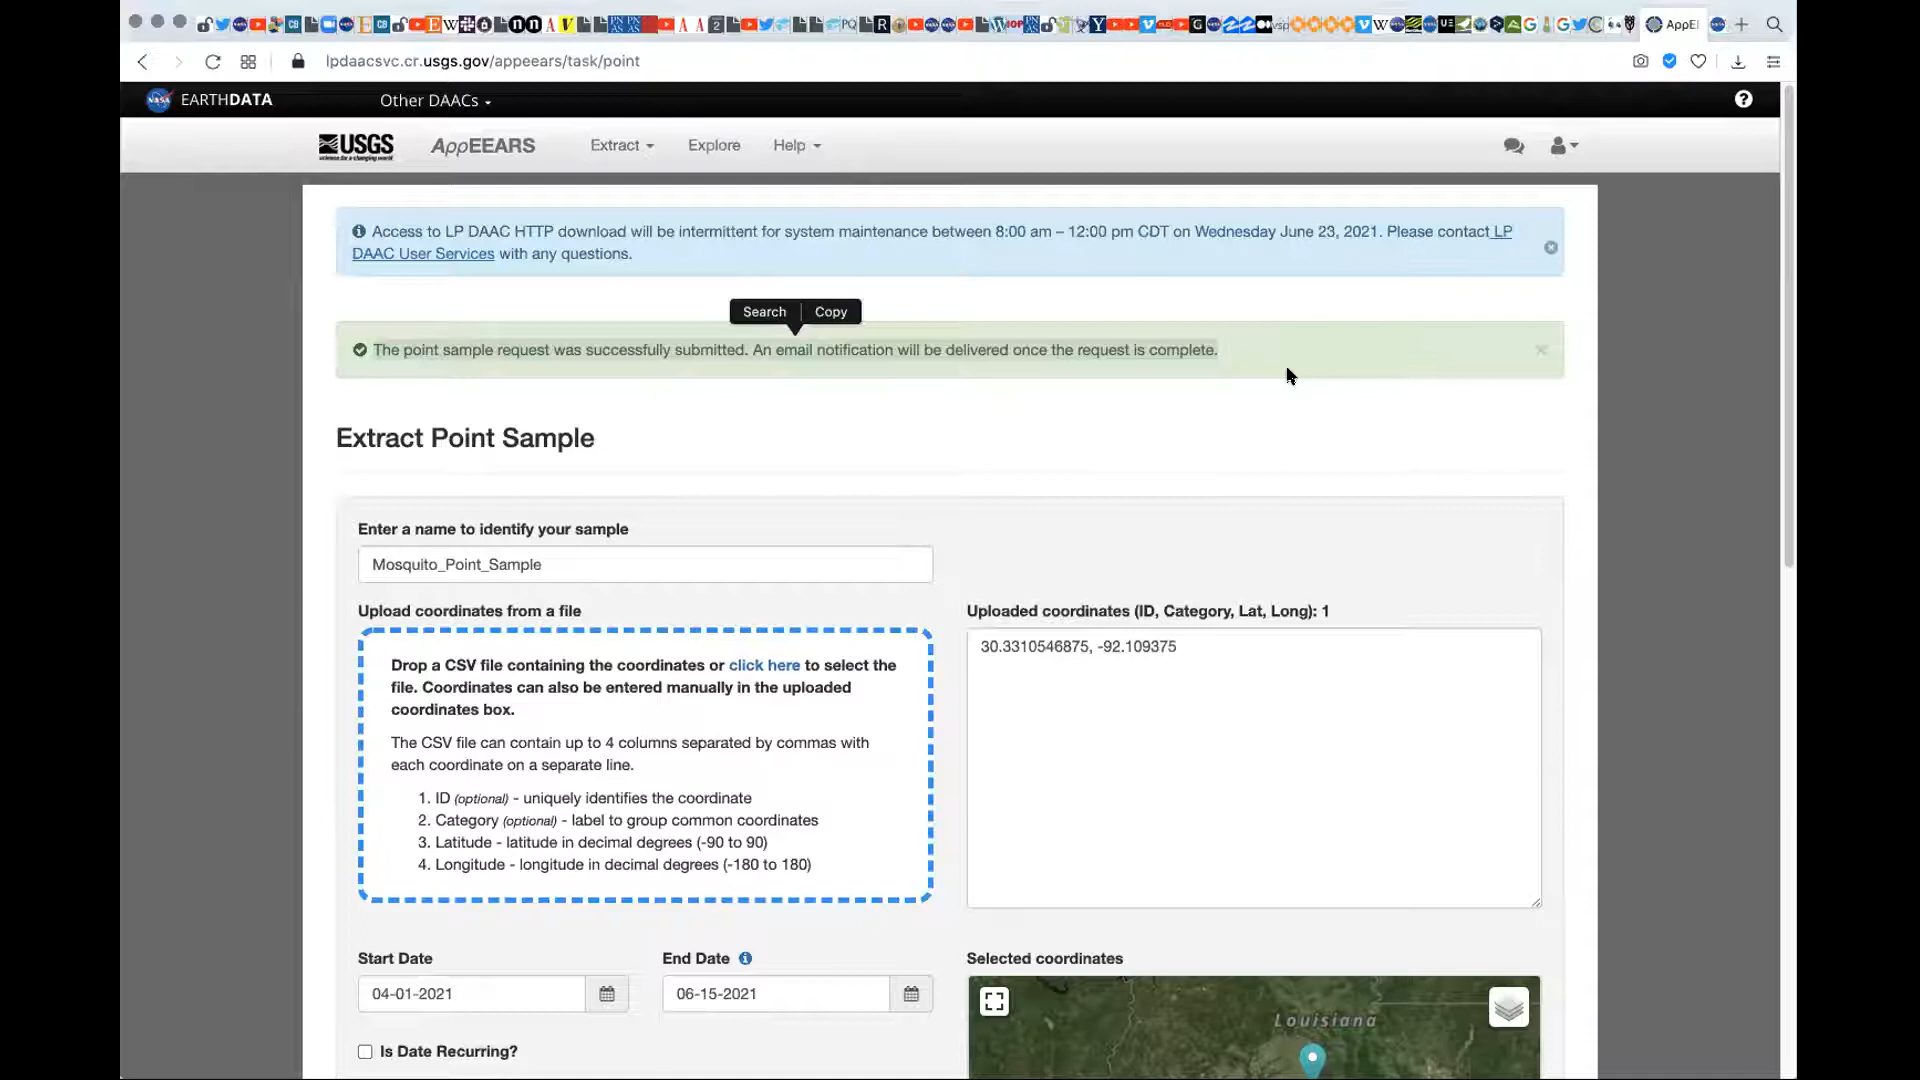 AppEI
lpdaacsvc.cr.usgs.gov/appeears/task/point
EARTHDATA
Other DAACs
USGS
science for a changing world
AppEEARS
Extract
Explore
Help
Access to LP DAAC HTTP download will be intermittent for system maintenance between 8:00 am – 12:00 pm CDT on Wednesday June 23, 2021. Please contact LP
DAAC User Services with any questions.
Search
Copy
The point sample request was successfully submitted. An email notification will be delivered once the request is complete.
Extract Point Sample
Enter a name to identify your sample
Mosquito_Point_Sample
Upload coordinates from a file
Uploaded coordinates (ID, Category, Lat, Long): 1
Drop a CSV file containing the coordinates or click here to select the
file. Coordinates can also be entered manually in the uploaded
coordinates box.
The CSV file can contain up to 4 columns separated by commas with
each coordinate on a separate line.
1. ID (optional) - uniquely identifies the coordinate
2. Category (optional) - label to group common coordinates
3. Latitude - latitude in decimal degrees (-90 to 90)
4. Longitude - longitude in decimal degrees (-180 to 180)
30.3310546875, -92.109375
Start Date
End Date
Selected coordinates
04-01-2021
06-15-2021
Louisiana
Is Date Recurring?